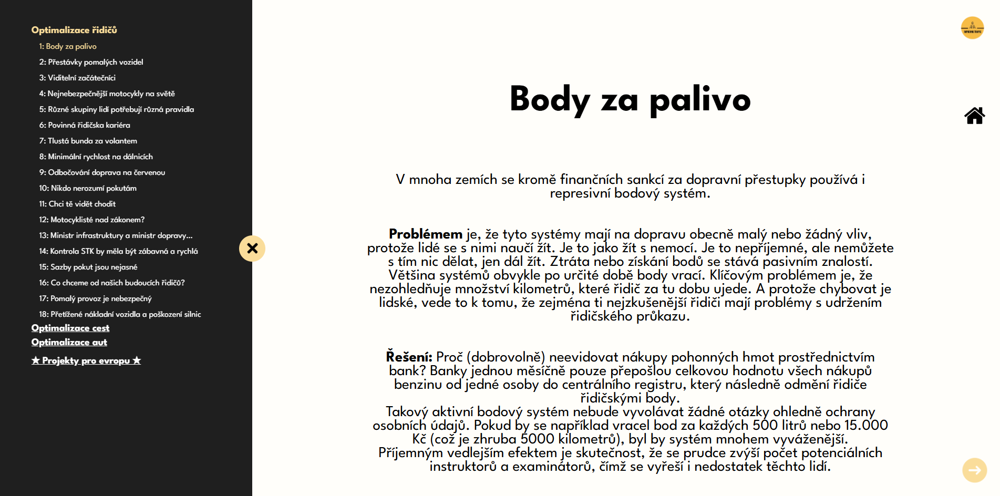 Optimalizace řidičů
1: Body za palivo
2: Přestávky pomalých vozidel
3: Viditelní začátečníci
4: Nejnebezpečnější motocykly na světě
5: Různé skupiny lidí potřebují různá pravidla
6: Povinná řidičska kariéra
7: Tlustá bunda za volantem
8: Minimální rychlost na dálnicích
9: Odbočování doprava na červenou
10: Nikdo nerozumí pokutám
11: Chci tě vidět chodit
12: Motocyklisté nad zákonem?
13: Ministr infrastruktury a ministr dopravy...
14: Kontrola STK by měla být zábavná a rychlá
15: Sazby pokut jsou nejasné
16: Co chceme od našich budoucích řidičů?
17: Pomalý provoz je nebezpečný
18: Přetížené nákladní vozidla a poškození silnic
Optimalizace cest
Optimalizace aut
★ Projekty pro evropu ★
IMPROVING TRAFFIC
Body za palivo
V mnoha zemích se kromě finančních sankcí za dopravní přestupky používá i
represivní bodový systém.
Problémem je, že tyto systémy mají na dopravu obecně malý nebo žádný vliv,
protože lidé se s nimi naučí žít. Je to jako žít s nemocí. Je to nepříjemné, ale nemůžete
s tím nic dělat, jen dál žít. Ztráta nebo získání bodů se stává pasivním znalostí.
Většina systémů obvykle po určité době body vrací. Klíčovým problémem je, že
nezohledňuje množství kilometrů, které řidič za tu dobu ujede. A protože chybovat je
lidské, vede to k tomu, že zejména ti nejzkušenější řidiči mají problémy s udržením
řidičského průkazu.
Řešení: Proč (dobrovolně) neevidovat nákupy pohonných hmot prostřednictvím
bank? Banky jednou měsíčně pouze přepošlou celkovou hodnotu všech nákupů
benzinu od jedné osoby do centrálního registru, který následně odmění řidiče
řidičskými body.
Takový aktivní bodový systém nebude vyvolávat žádné otázky ohledně ochrany
osobních údajů. Pokud by se například vracel bod za každých 500 litrů nebo 15.000
Kč (což je zhruba 5000 kilometrů), byl by systém mnohem vyváženější.
Příjemným vedlejším efektem je skutečnost, že se prudce zvýší počet potenciálních
instruktorů a examinátorů, čímž se vyřeší i nedostatek těchto lidí.